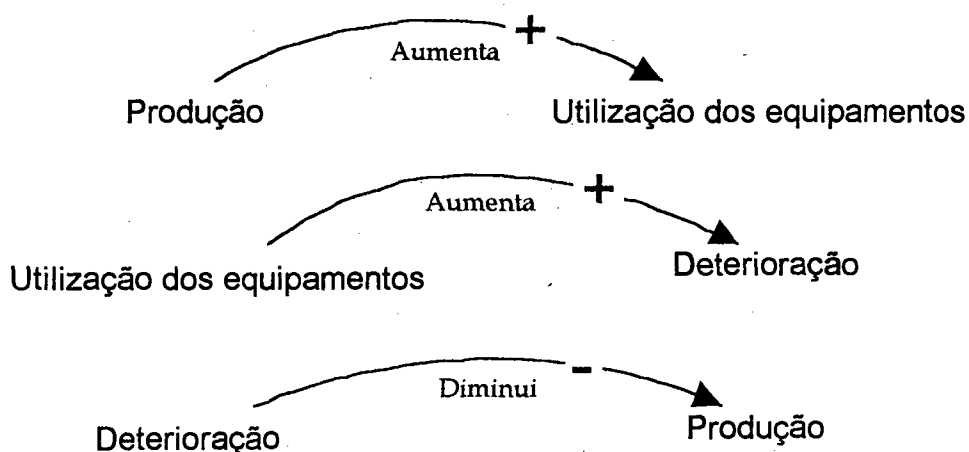 Aumenta +
Produção Utilização dos equipamentos
Aumenta +
Utilização dos equipamentos Deterioração
Diminui -
Deterioração Produção